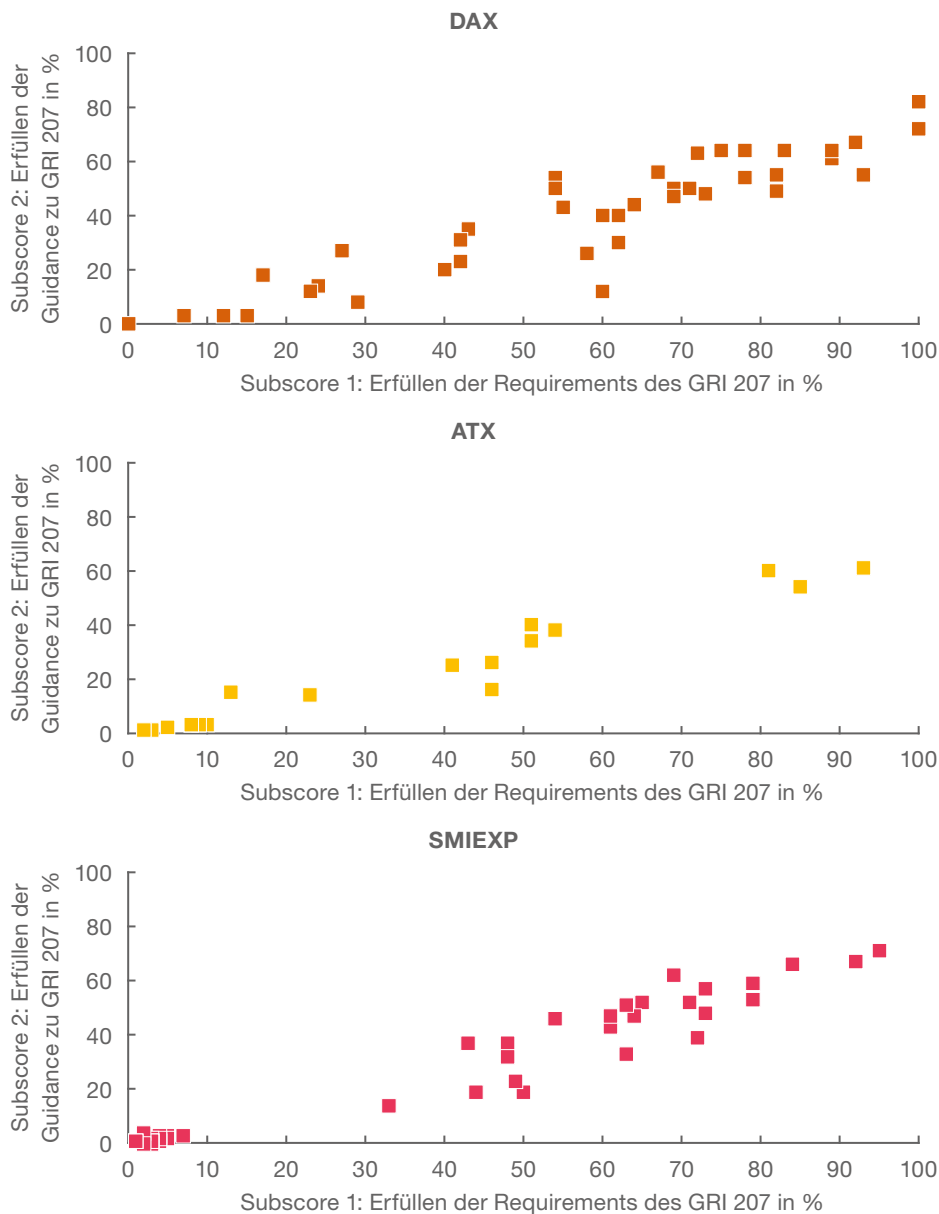 DAX
Subscore 2: Erfüllen der
Guidance zu GRI 207 in %
100
80
60
40
20
0
0 10 20 30 40 50 60 70 80 90 100
Subscore 1: Erfüllen der Requirements des GRI 207 in %
ATX
Subscore 2: Erfüllen der
Guidance zu GRI 207 in %
100
80
60
40
20
0
0 10 20 30 40 50 60 70 80 90 100
Subscore 1: Erfüllen der Requirements des GRI 207 in %
SMIEXP
Subscore 2: Erfüllen der
Guidance zu GRI 207 in %
100
80
60
40
20
0
0 10 20 30 40 50 60 70 80 90 100
Subscore 1: Erfüllen der Requirements des GRI 207 in %